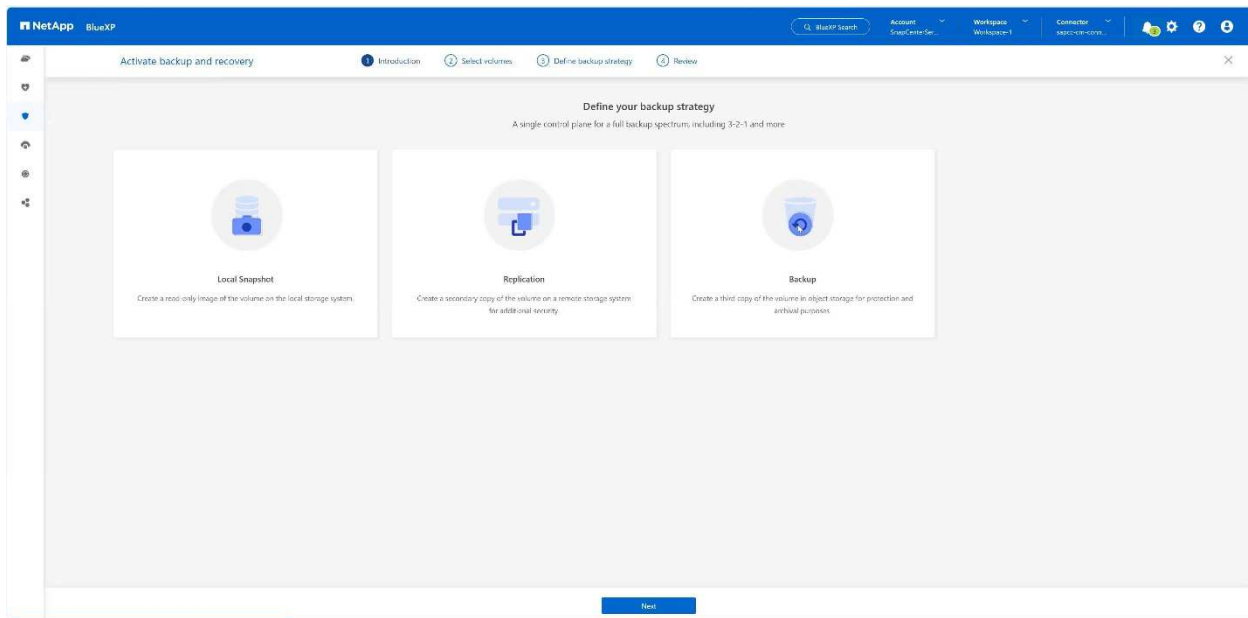 NetApp BlueXP
BlueXP Search
Account
SnapCenterSer...
Workspace
Workspace-1
Connector
sapcc-cm-conn...
3
Activate backup and recovery
1 Introduction
2 Select volumes
3 Define backup strategy
4 Review
Define your backup strategy
A single control plane for a full backup spectrum, including 3-2-1 and more
Local Snapshot
Create a read-only image of the volume on the local storage system.
Replication
Create a secondary copy of the volume on a remote storage system
for additional security
Backup
Create a third copy of the volume in object storage for protection and
archival purposes
Next